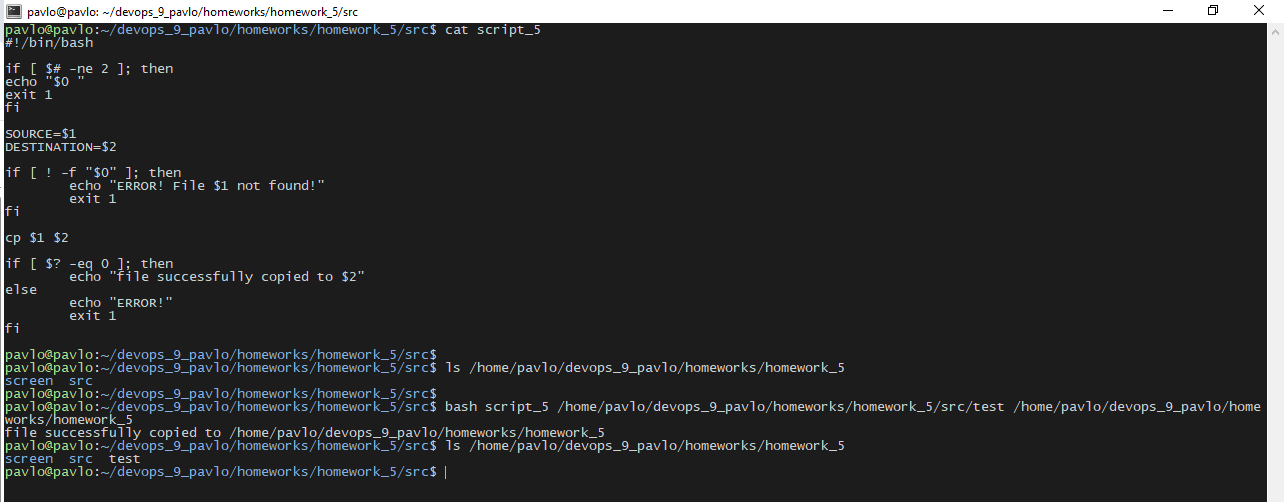 pavlo@pavlo: ~/devops_9_pavlo/homeworks/homework_5/src
pavlo@pavlo:~/devops_9_pavlo/homeworks/homework_5/src$ cat script_5
#!/bin/bash
if [ $# -ne 2 ]; then
echo "$0 "
exit 1
fi
SOURCE=$1
DESTINATION=$2
if [ ! -f "$0" ]; then
        echo "ERROR! File $1 not found!"
        exit 1
fi
cp $1 $2
if [ $? -eq 0 ]; then
        echo "file successfully copied to $2"
else
        echo "ERROR!"
        exit 1
fi
pavlo@pavlo:~/devops_9_pavlo/homeworks/homework_5/src$
pavlo@pavlo:~/devops_9_pavlo/homeworks/homework_5/src$ ls /home/pavlo/devops_9_pavlo/homeworks/homework_5
screen  src
pavlo@pavlo:~/devops_9_pavlo/homeworks/homework_5/src$
pavlo@pavlo:~/devops_9_pavlo/homeworks/homework_5/src$ bash script_5 /home/pavlo/devops_9_pavlo/homeworks/homework_5/src/test /home/pavlo/devops_9_pavlo/home
works/homework_5
file successfully copied to /home/pavlo/devops_9_pavlo/homeworks/homework_5
pavlo@pavlo:~/devops_9_pavlo/homeworks/homework_5/src$ ls /home/pavlo/devops_9_pavlo/homeworks/homework_5
screen  src  test
pavlo@pavlo:~/devops_9_pavlo/homeworks/homework_5/src$